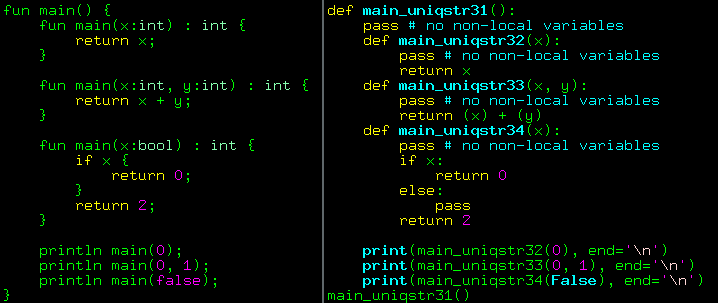 fun main() {
    fun main(x:int) : int {
        return x;
    }

    fun main(x:int, y:int) : int {
        return x + y;
    }

    fun main(x:bool) : int {
        if x {
            return 0;
        }
        return 2;
    }

    println main(0);
    println main(0, 1);
    println main(false);
}
def main_uniqstr31():
    pass # no non-local variables
    def main_uniqstr32(x):
        pass # no non-local variables
        return x
    def main_uniqstr33(x, y):
        pass # no non-local variables
        return (x) + (y)
    def main_uniqstr34(x):
        pass # no non-local variables
        if x:
            return 0
        else:
            pass
        return 2

    print(main_uniqstr32(0), end='\n')
    print(main_uniqstr33(0, 1), end='\n')
    print(main_uniqstr34(False), end='\n')
main_uniqstr31()